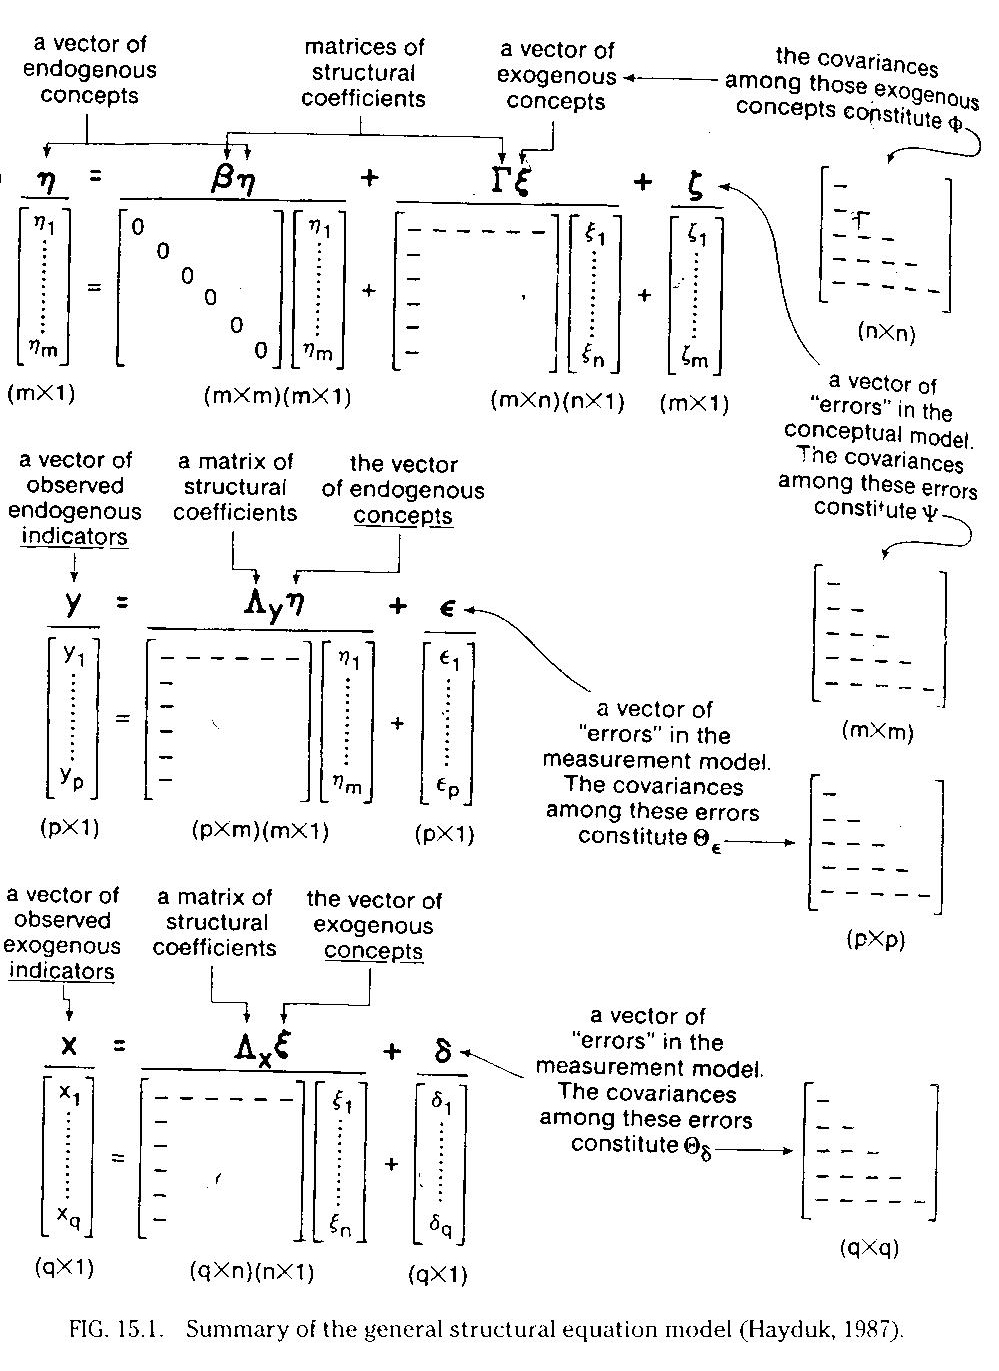 a vector of endogenous concepts
matrices of structural coefficients
a vector of exogenous concepts
the covariances among those exogenous concepts constitute Φ
η = βη + Γξ + ζ
[η1 ηm] = [0 0 0 0 0 0] [η1 ηm] + [ ] [ξ1 ξn] + [ζ1 ζm]
(m×1) (m×m)(m×1) (m×n)(n×1) (m×1)
(n×n)
a vector of
"errors" in the
conceptual model.
The covariances
among these errors
constitute Ψ
(m×m)
a vector of observed endogenous indicators
a matrix of structural coefficients
the vector of endogenous concepts
y = Λyη + ϵ
[y1 yp] = [ ] [η1 ηm] + [ϵ1 ϵp]
(p×1) (p×m)(m×1) (p×1)
a vector of
"errors" in the
measurement model.
The covariances
among these errors
constitute Θϵ
(p×p)
a vector of observed exogenous indicators
a matrix of structural coefficients
the vector of exogenous concepts
x = Λxξ + δ
[x1 xq] = [ ] [ξ1 ξn] + [δ1 δq]
(q×1) (q×n)(n×1) (q×1)
a vector of
"errors" in the
measurement model.
The covariances
among these errors
constitute Θδ
(q×q)
FIG. 15.1. Summary of the general structural equation model (Hayduk, 1987).